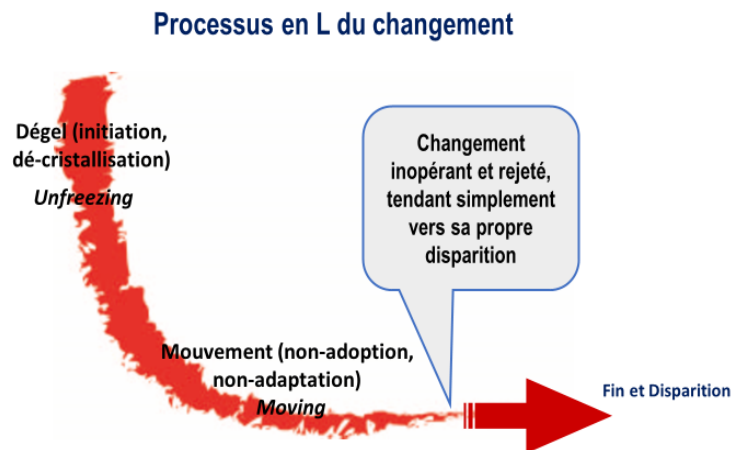 Processus en L du changement
Dégel (initiation,
dé-cristallisation)
Unfreezing
Changement
inopérant et rejeté,
tendant simplement
vers sa propre
disparition
Mouvement (non-adoption,
non-adaptation)
Moving
Fin et Disparition